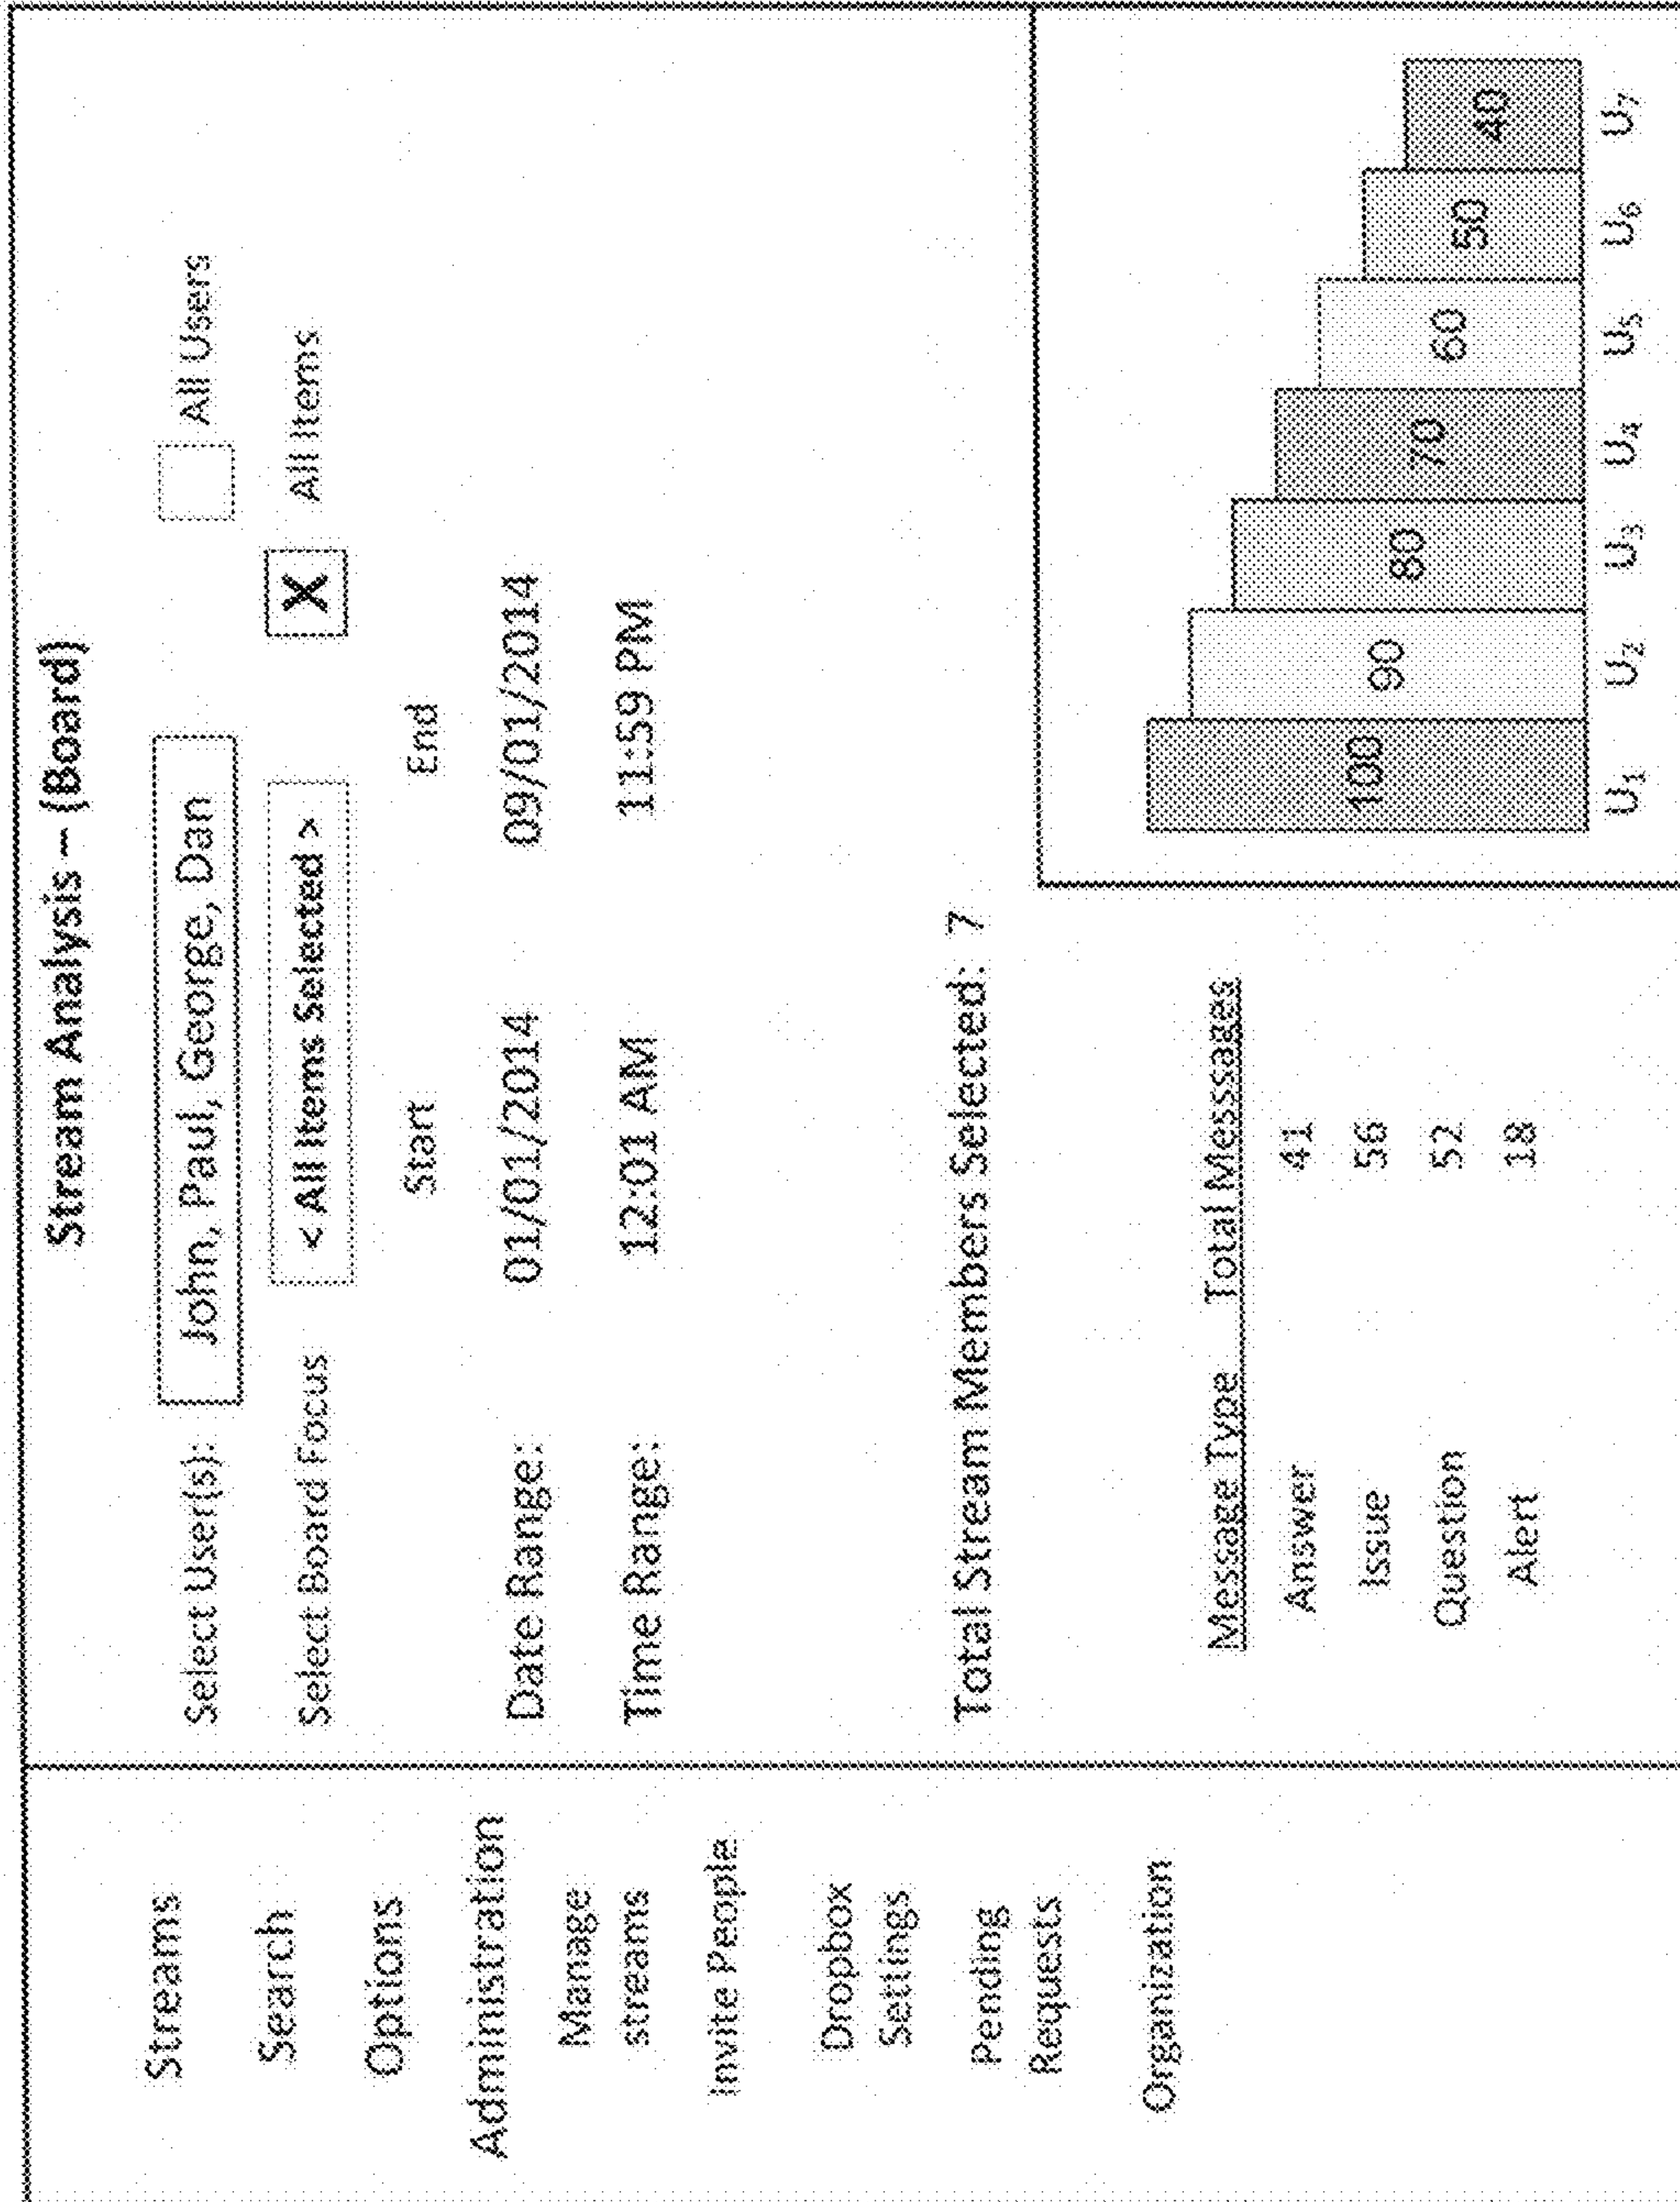 Streams
Search
Options
Administration
Manage
streams
Invite People
Dropbox
Settings
Pending
Requests
Organization
Stream Analysis – (Board)
Select User(s): John, Paul, George, Dan All Users
Select Board Focus < All Items Selected > X All Items
Start End
Date Range: 01/01/2014 09/01/2014
Time Range: 12:01 AM 11:59 PM
Total Stream Members Selected: 7
Message Type Total Messages
Answer 41
Issue 56
Question 52
Alert 18
100 90 80 70 60 50 40
U1 U2 U3 U4 U5 U6 U7